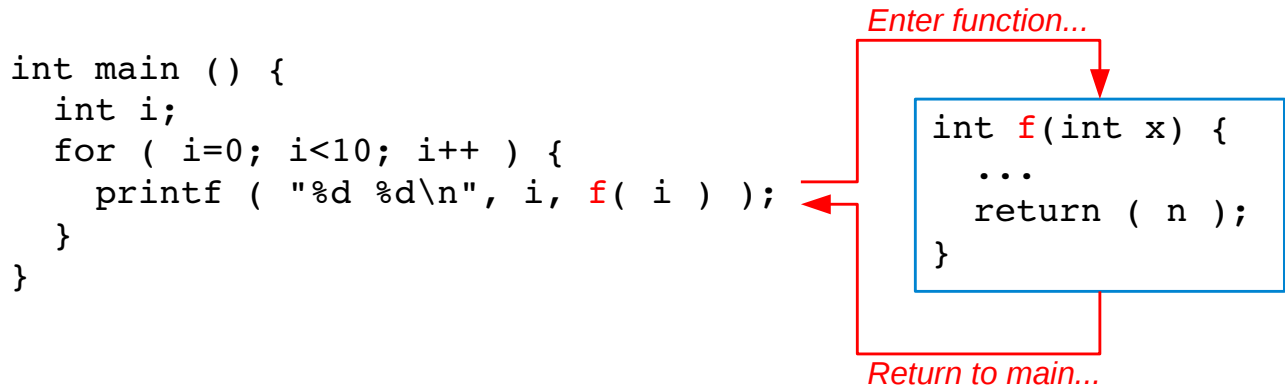 Enter function...
int main () {
  int i;
  for ( i=0; i<10; i++ ) {
    printf ( "%d %d\n", i, f( i ) );
  }
}
int f(int x) {
  ...
  return ( n );
}
Return to main...